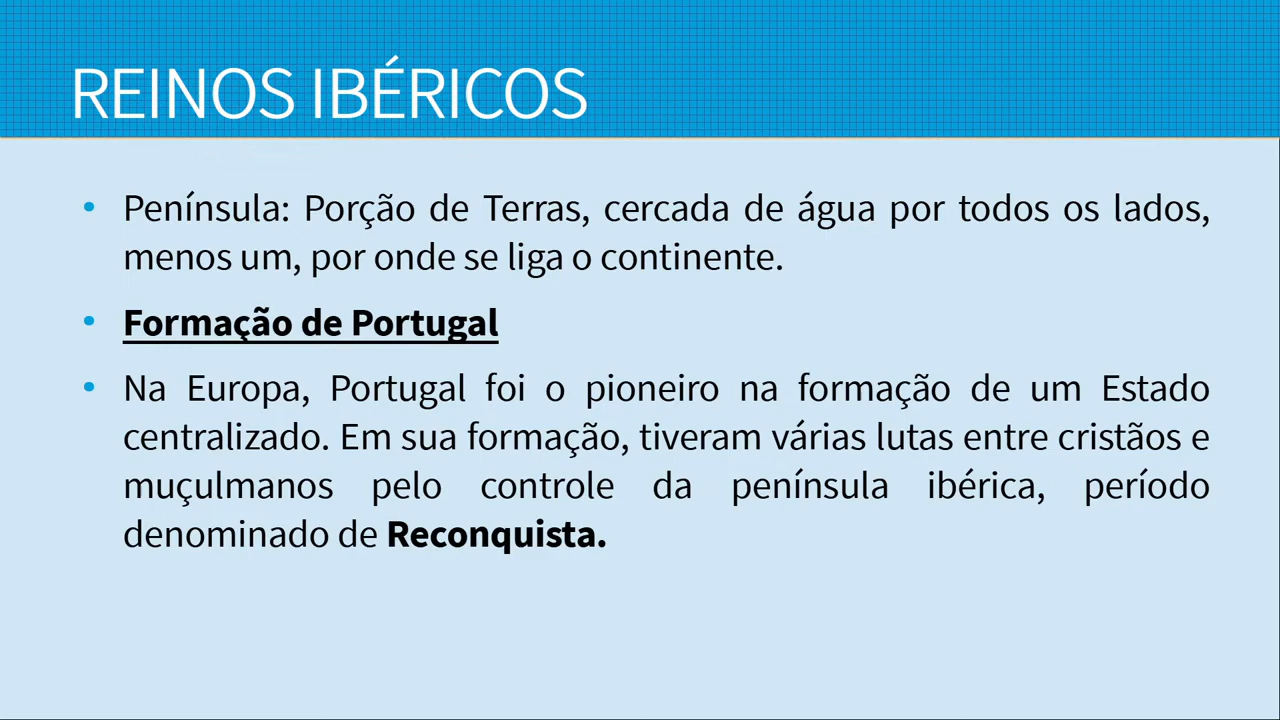 REINOS IBÉRICOS
• Península: Porção de Terras, cercada de água por todos os lados,
menos um, por onde se liga o continente.
• Formação de Portugal
• Na Europa, Portugal foi o pioneiro na formação de um Estado
centralizado. Em sua formação, tiveram várias lutas entre cristãos e
muçulmanos pelo controle da península ibérica, período
denominado de Reconquista.